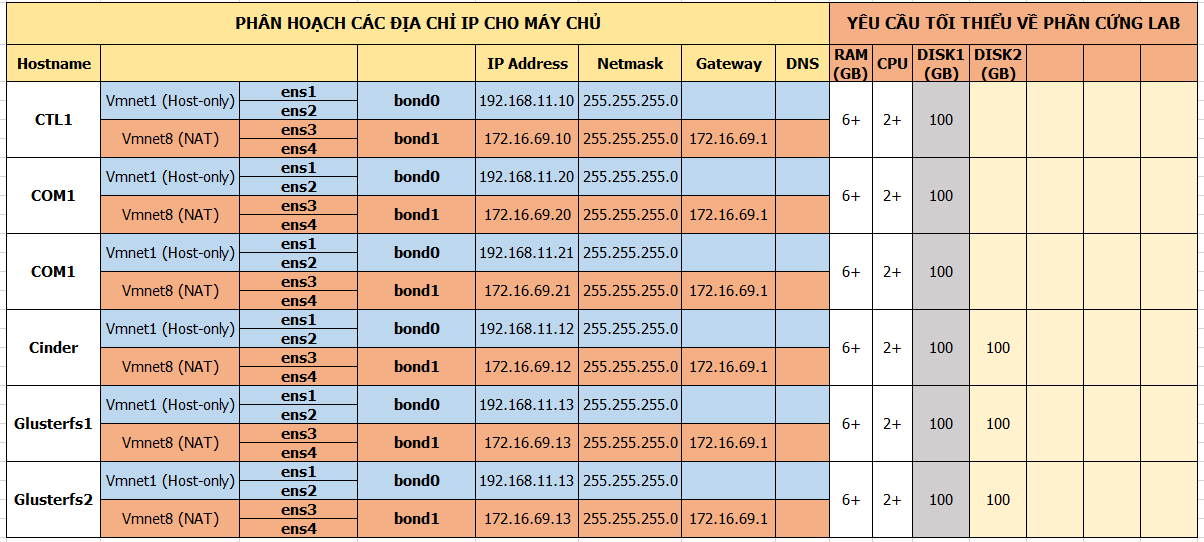 PHÂN HOẠCH CÁC ĐỊA CHỈ IP CHO MÁY CHỦ YÊU CẦU TỐI THIỂU VỀ PHẦN CỨNG LAB
Hostname IP Address Netmask Gateway DNS RAM (GB) CPU DISK1 (GB) DISK2 (GB)
CTL1
Vmnet1 (Host-only) ens1 ens2 bond0 192.168.11.10 255.255.255.0
Vmnet8 (NAT) ens3 ens4 bond1 172.16.69.10 255.255.255.0 172.16.69.1
6+ 2+ 100
COM1
Vmnet1 (Host-only) ens1 ens2 bond0 192.168.11.20 255.255.255.0
Vmnet8 (NAT) ens3 ens4 bond1 172.16.69.20 255.255.255.0 172.16.69.1
6+ 2+ 100
COM1
Vmnet1 (Host-only) ens1 ens2 bond0 192.168.11.21 255.255.255.0
Vmnet8 (NAT) ens3 ens4 bond1 172.16.69.21 255.255.255.0 172.16.69.1
6+ 2+ 100
Cinder
Vmnet1 (Host-only) ens1 ens2 bond0 192.168.11.12 255.255.255.0
Vmnet8 (NAT) ens3 ens4 bond1 172.16.69.12 255.255.255.0 172.16.69.1
6+ 2+ 100 100
Glusterfs1
Vmnet1 (Host-only) ens1 ens2 bond0 192.168.11.13 255.255.255.0
Vmnet8 (NAT) ens3 ens4 bond1 172.16.69.13 255.255.255.0 172.16.69.1
6+ 2+ 100 100
Glusterfs2
Vmnet1 (Host-only) ens1 ens2 bond0 192.168.11.13 255.255.255.0
Vmnet8 (NAT) ens3 ens4 bond1 172.16.69.13 255.255.255.0 172.16.69.1
6+ 2+ 100 100